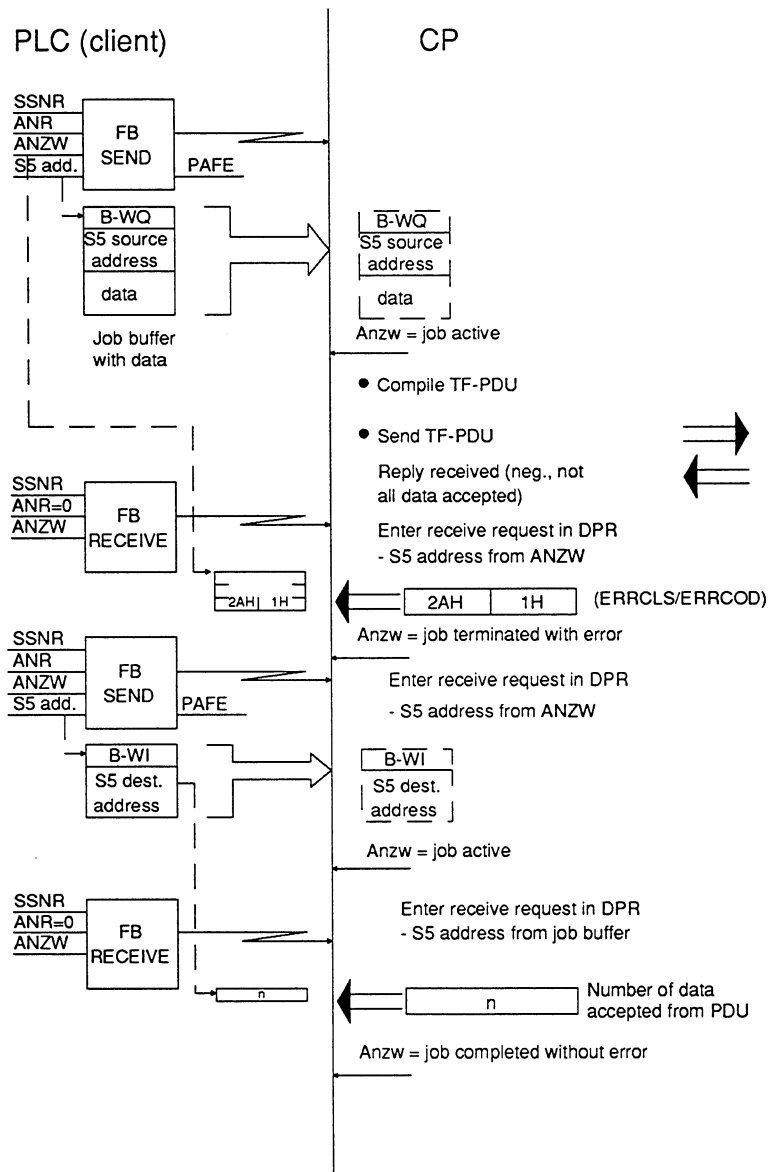 PLC (client)
CP
SSNR
ANR
ANZW
S5 add.
FB
SEND
PAFE
B-WQ
S5 source
address
data
Job buffer
with data
B-WQ
S5 source
address
data
Anzw = job active
• Compile TF-PDU
• Send TF-PDU
Reply received (neg., not
all data accepted)
SSNR
ANR=0
ANZW
FB
RECEIVE
Enter receive request in DPR
- S5 address from ANZW
2AH 1H
2AH 1H (ERRCLS/ERRCOD)
Anzw = job terminated with error
SSNR
ANR
ANZW
S5 add.
FB
SEND
PAFE
Enter receive request in DPR
- S5 address from ANZW
B-WI
S5 dest.
address
B-WI
S5 dest.
address
Anzw = job active
SSNR
ANR=0
ANZW
FB
RECEIVE
Enter receive request in DPR
- S5 address from job buffer
n
n
Number of data
accepted from PDU
Anzw = job completed without error